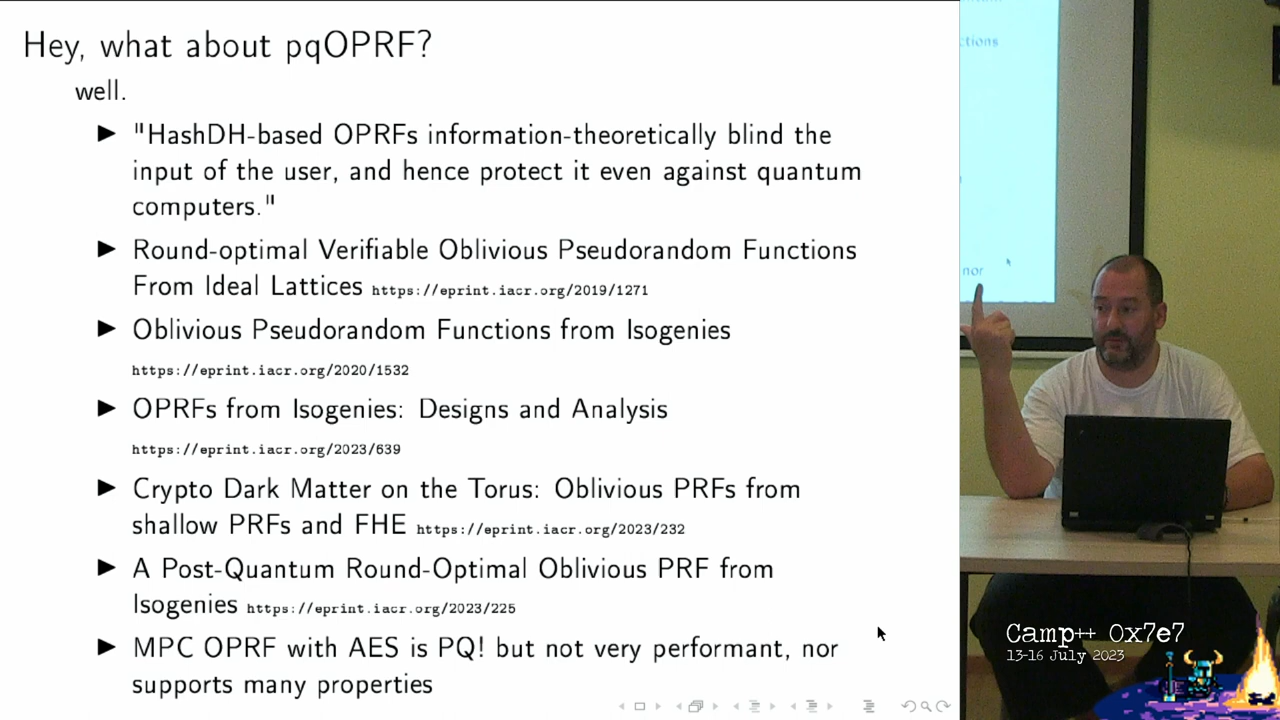 Hey, what about pqOPRF?
well.
▶ "HashDH-based OPRFs information-theoretically blind the
input of the user, and hence protect it even against quantum
computers."
▶ Round-optimal Verifiable Oblivious Pseudorandom Functions
From Ideal Lattices https://eprint.iacr.org/2019/1271
▶ Oblivious Pseudorandom Functions from Isogenies
https://eprint.iacr.org/2020/1532
▶ OPRFs from Isogenies: Designs and Analysis
https://eprint.iacr.org/2023/639
▶ Crypto Dark Matter on the Torus: Oblivious PRFs from
shallow PRFs and FHE https://eprint.iacr.org/2023/232
▶ A Post-Quantum Round-Optimal Oblivious PRF from
Isogenies https://eprint.iacr.org/2023/225
▶ MPC OPRF with AES is PQ! but not very performant, nor
supports many properties
ctions
nor
Camp++ 0x7e7
13-16 July 2023